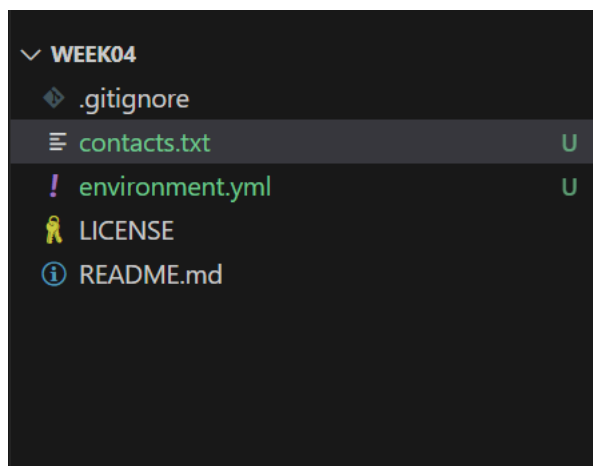 WEEK04
.gitignore
contacts.txt U
! environment.yml U
LICENSE
README.md